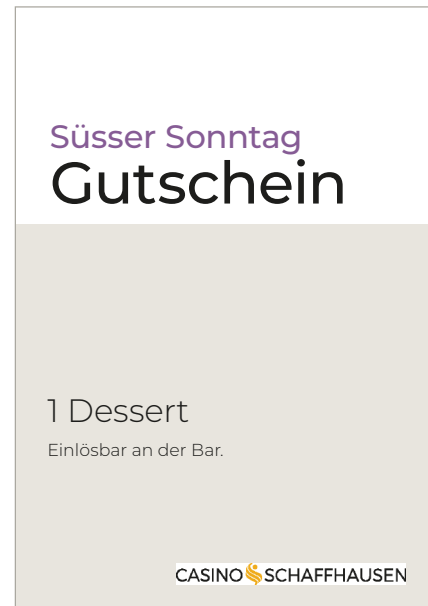 Süsser Sonntag
Gutschein
1 Dessert
Einlösbar an der Bar.
CASINO SCHAFFHAUSEN